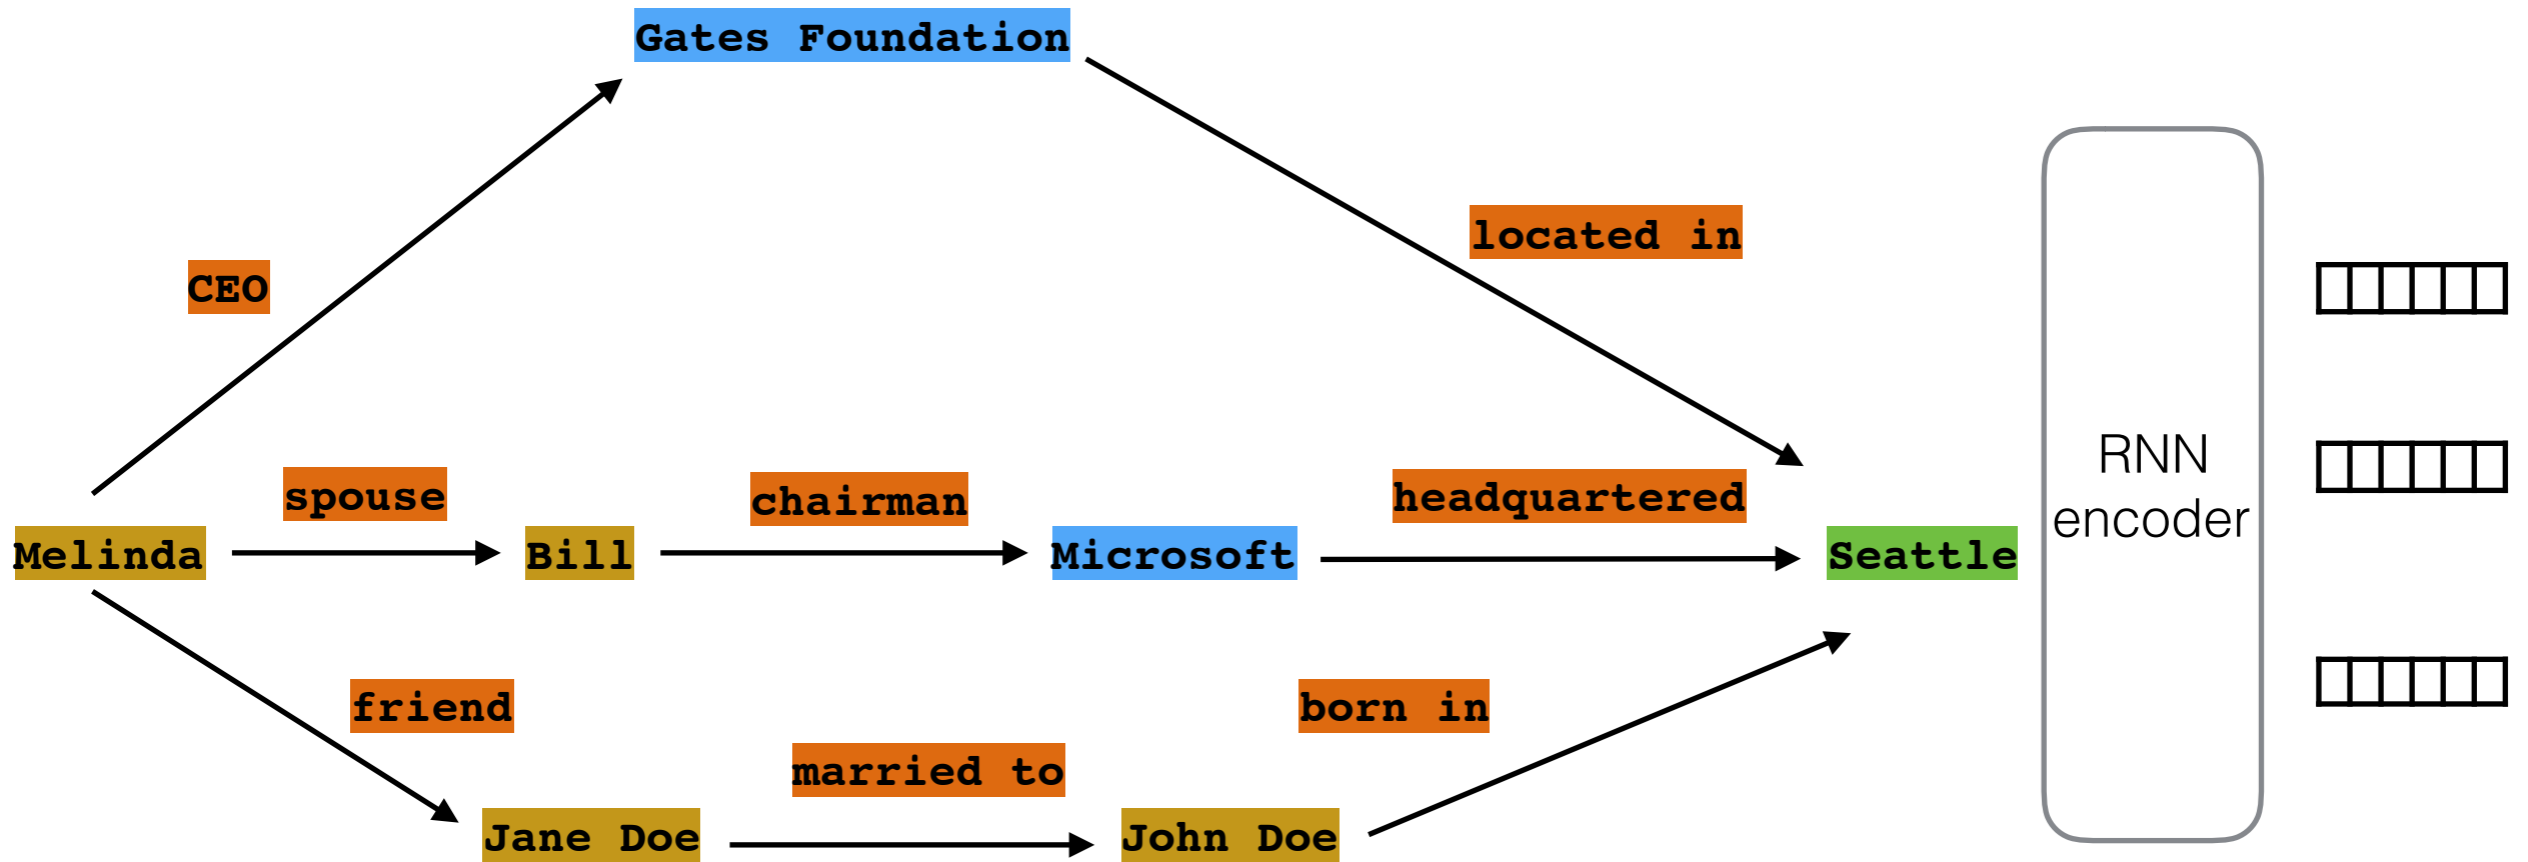 Gates Foundation
located in
CEO
spouse
chairman
headquartered
Melinda
Bill
Microsoft
Seattle
RNN
encoder
friend
born in
married to
Jane Doe
John Doe